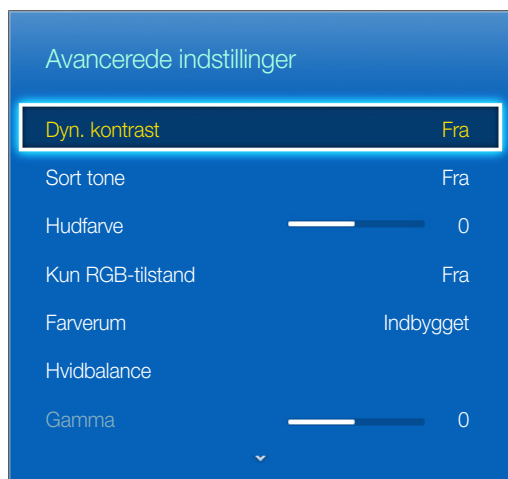 Avancerede indstillinger
Dyn. kontrast Fra
Sort tone Fra
Hudfarve 0
Kun RGB-tilstand Fra
Farverum Indbygget
Hvidbalance
Gamma 0